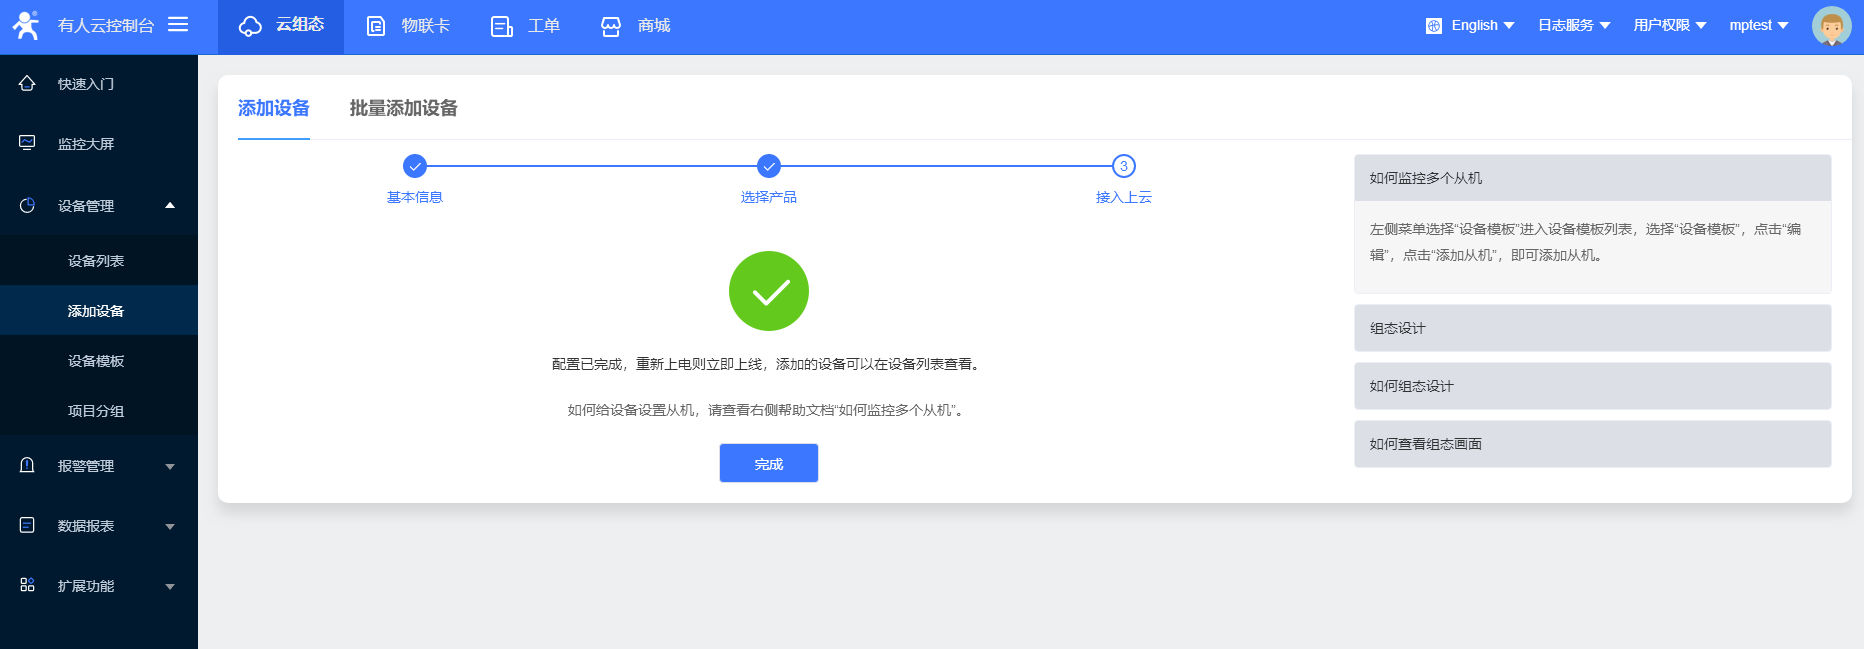 有人云控制台
云组态
物联卡
工单
商城
English
日志服务
用户权限
mptest
快速入门
监控大屏
设备管理
设备列表
添加设备
设备模板
项目分组
报警管理
数据报表
扩展功能
添加设备
批量添加设备
基本信息
选择产品
3
接入上云
配置已完成，重新上电则立即上线，添加的设备可以在设备列表查看。
如何给设备设置从机，请查看右侧帮助文档“如何监控多个从机”。
完成
如何监控多个从机
左侧菜单选择“设备模板”进入设备模板列表，选择“设备模板”，点击“编
辑”，点击“添加从机”，即可添加从机。
组态设计
如何组态设计
如何查看组态画面